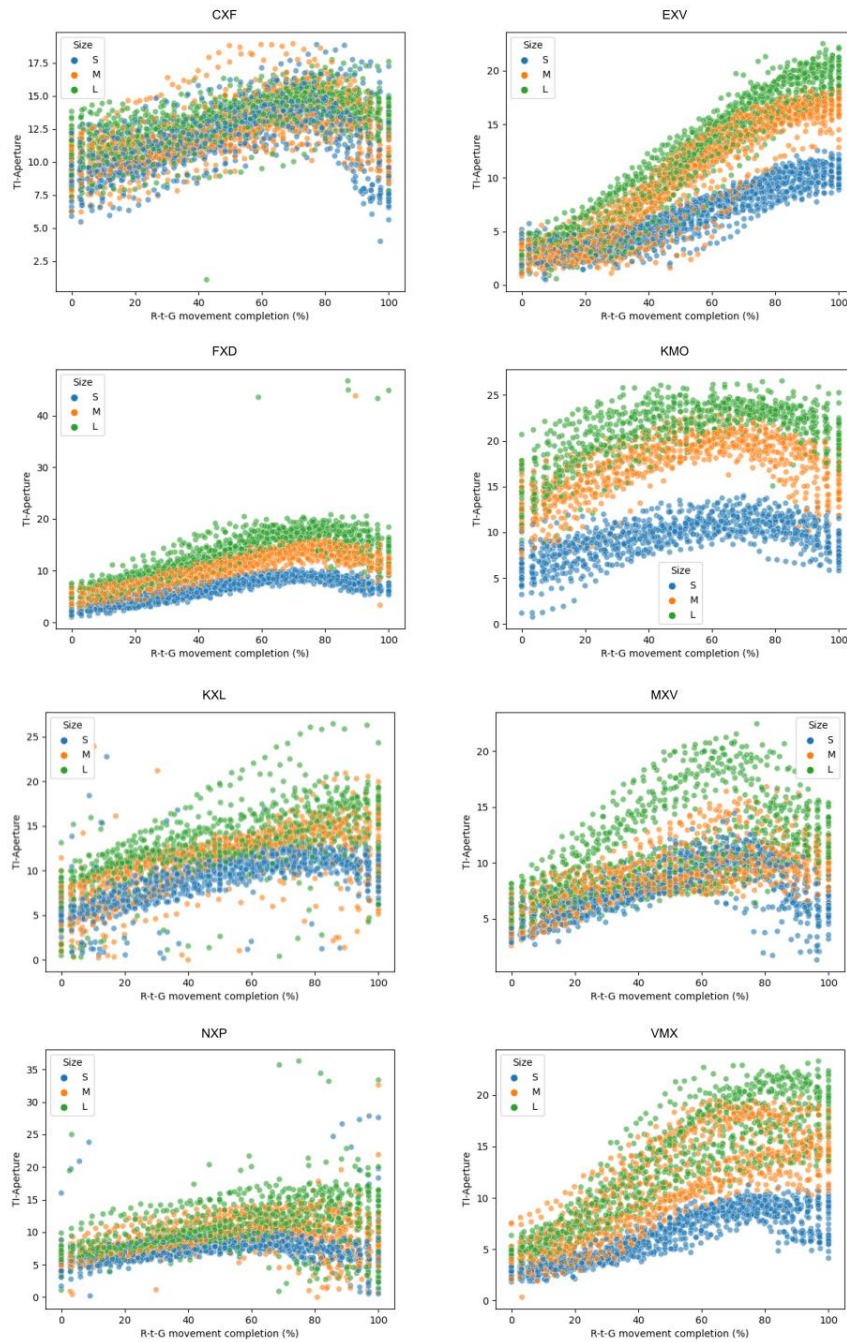 CXF
Size
S
M
L
17.5
15.0
12.5
10.0
7.5
5.0
2.5
TI-Aperture
0 20 40 60 80 100
R-t-G movement completion (%)
EXV
Size
S
M
L
20
15
10
5
0
TI-Aperture
0 20 40 60 80 100
R-t-G movement completion (%)
FXD
Size
S
M
L
40
30
20
10
0
TI-Aperture
0 20 40 60 80 100
R-t-G movement completion (%)
KMO
25
20
15
10
5
0
TI-Aperture
Size
S
M
L
0 20 40 60 80 100
R-t-G movement completion (%)
KXL
Size
S
M
L
25
20
15
10
5
0
TI-Aperture
0 20 40 60 80 100
R-t-G movement completion (%)
MXV
Size
S
M
L
20
15
10
5
TI-Aperture
0 20 40 60 80 100
R-t-G movement completion (%)
NXP
Size
S
M
L
35
30
25
20
15
10
5
0
TI-Aperture
0 20 40 60 80 100
R-t-G movement completion (%)
VMX
Size
S
M
L
20
15
10
5
0
TI-Aperture
0 20 40 60 80 100
R-t-G movement completion (%)